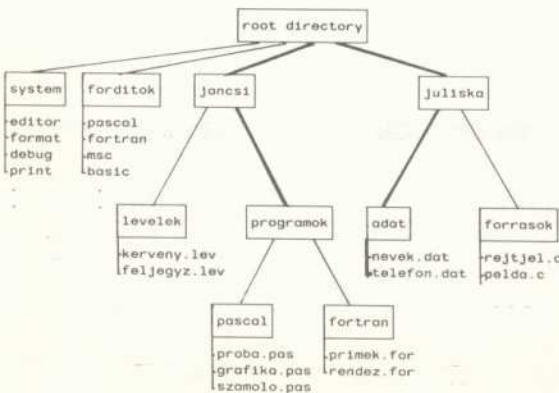 root directory
system
forditok
jancsi
juliska
editor
format
debug
print
pascal
fortran
msc
basic
levelek
kerveny.lev
feljegyz.lev
programok
adat
nevek.dat
telefon.dat
forrasok
rejtjel.c
pelda.c
pascal
proba.pas
grafika.pas
szamolo.pas
fortran
primek.for
rendez.for